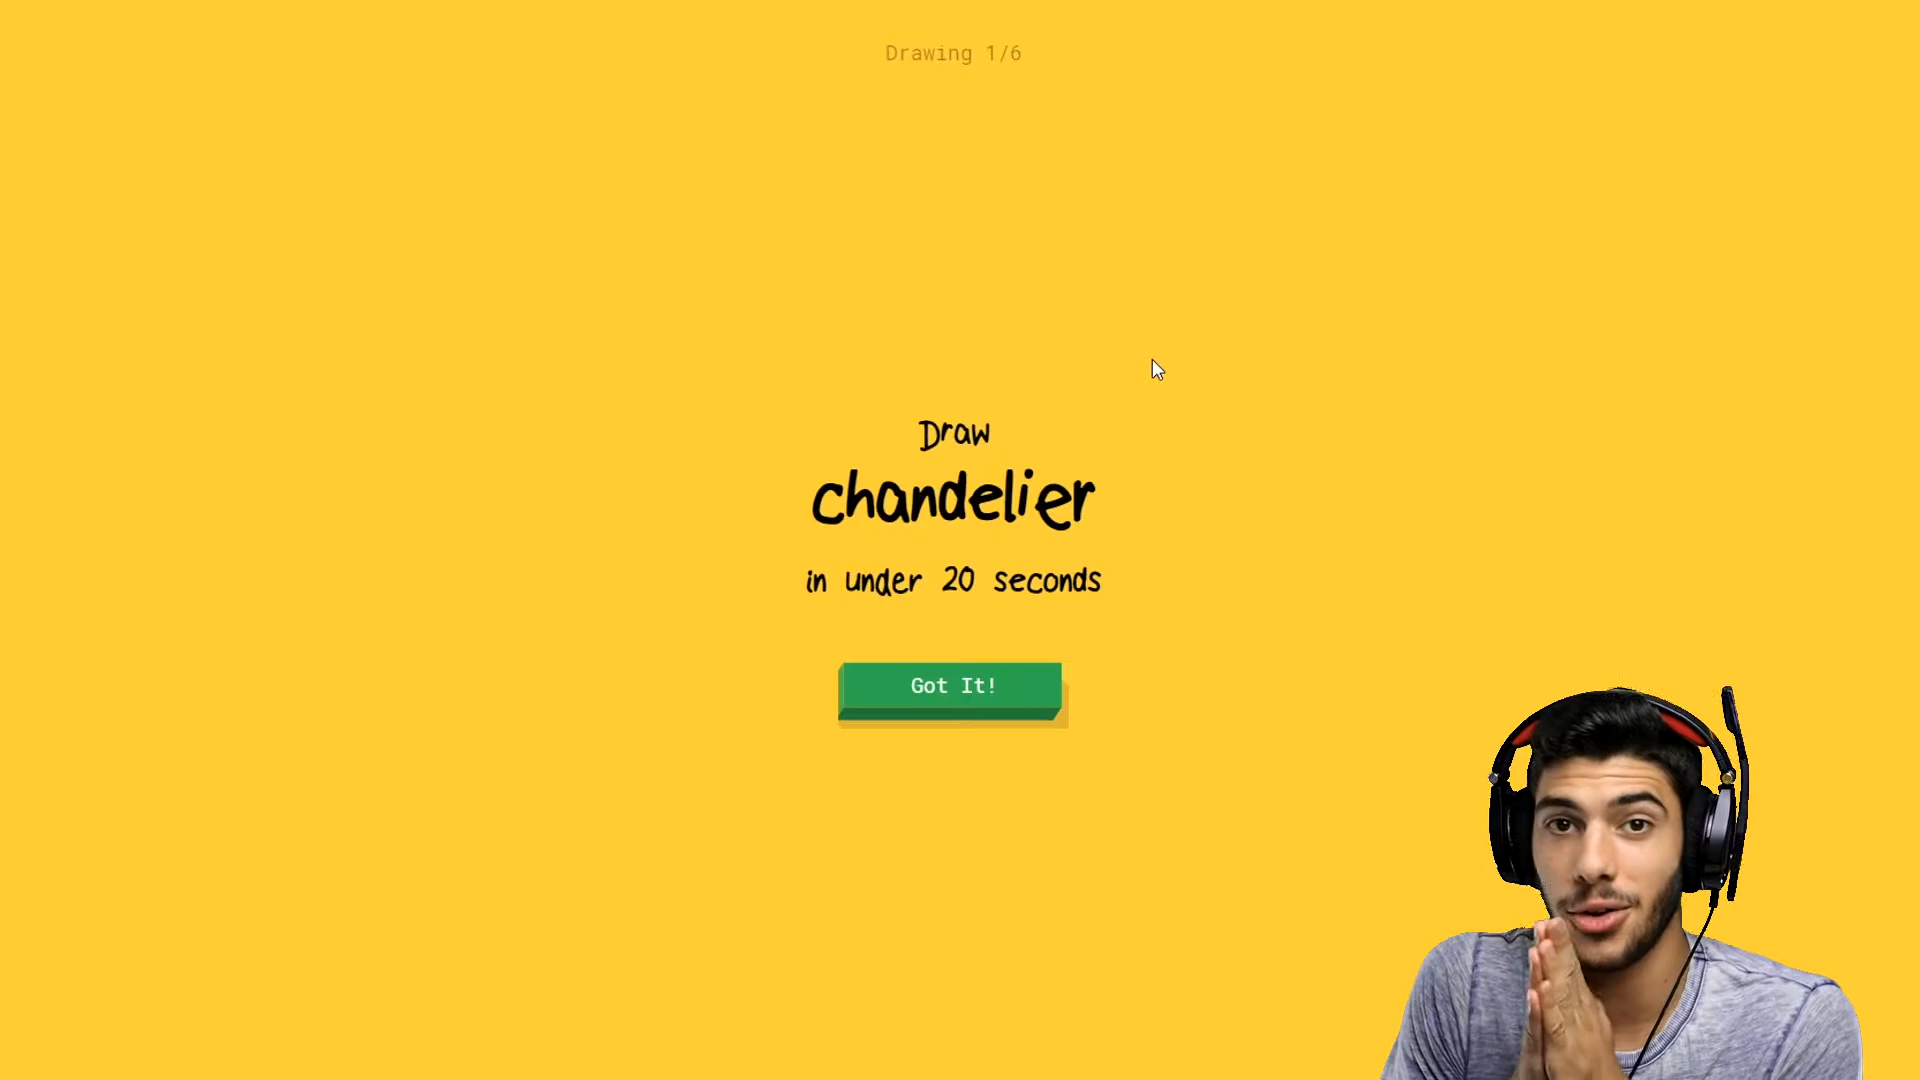 Drawing 1/6
Draw
chandelier
in under 20 seconds
Got It!